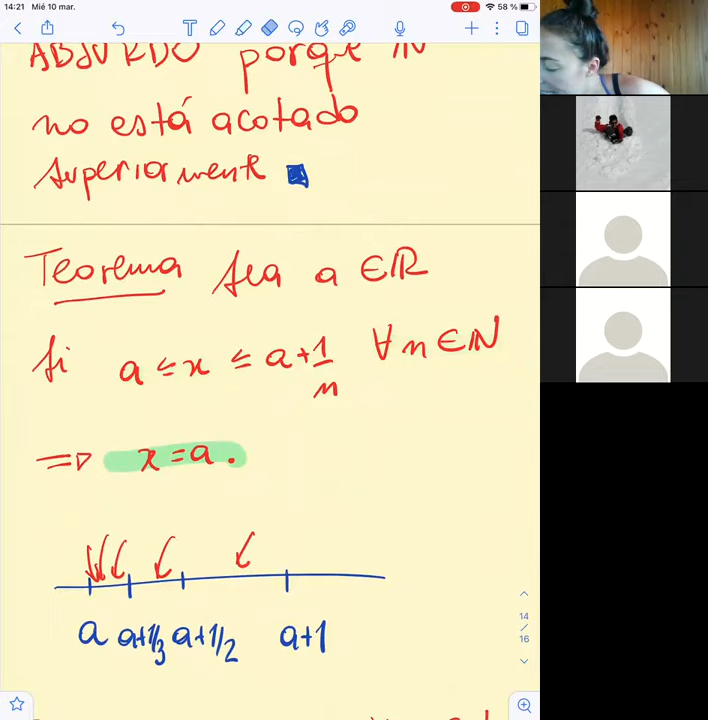 14:21 Mié 10 mar.
58 %
ABSURDO porque ℕ
no está acotado
superiormente
Teorema Sea a ∈ ℝ
Si a ≤ x ≤ a + 1/n ∀ n ∈ ℕ
⇒ x = a.
a a+1/3 a+1/2 a+1
14
/
16